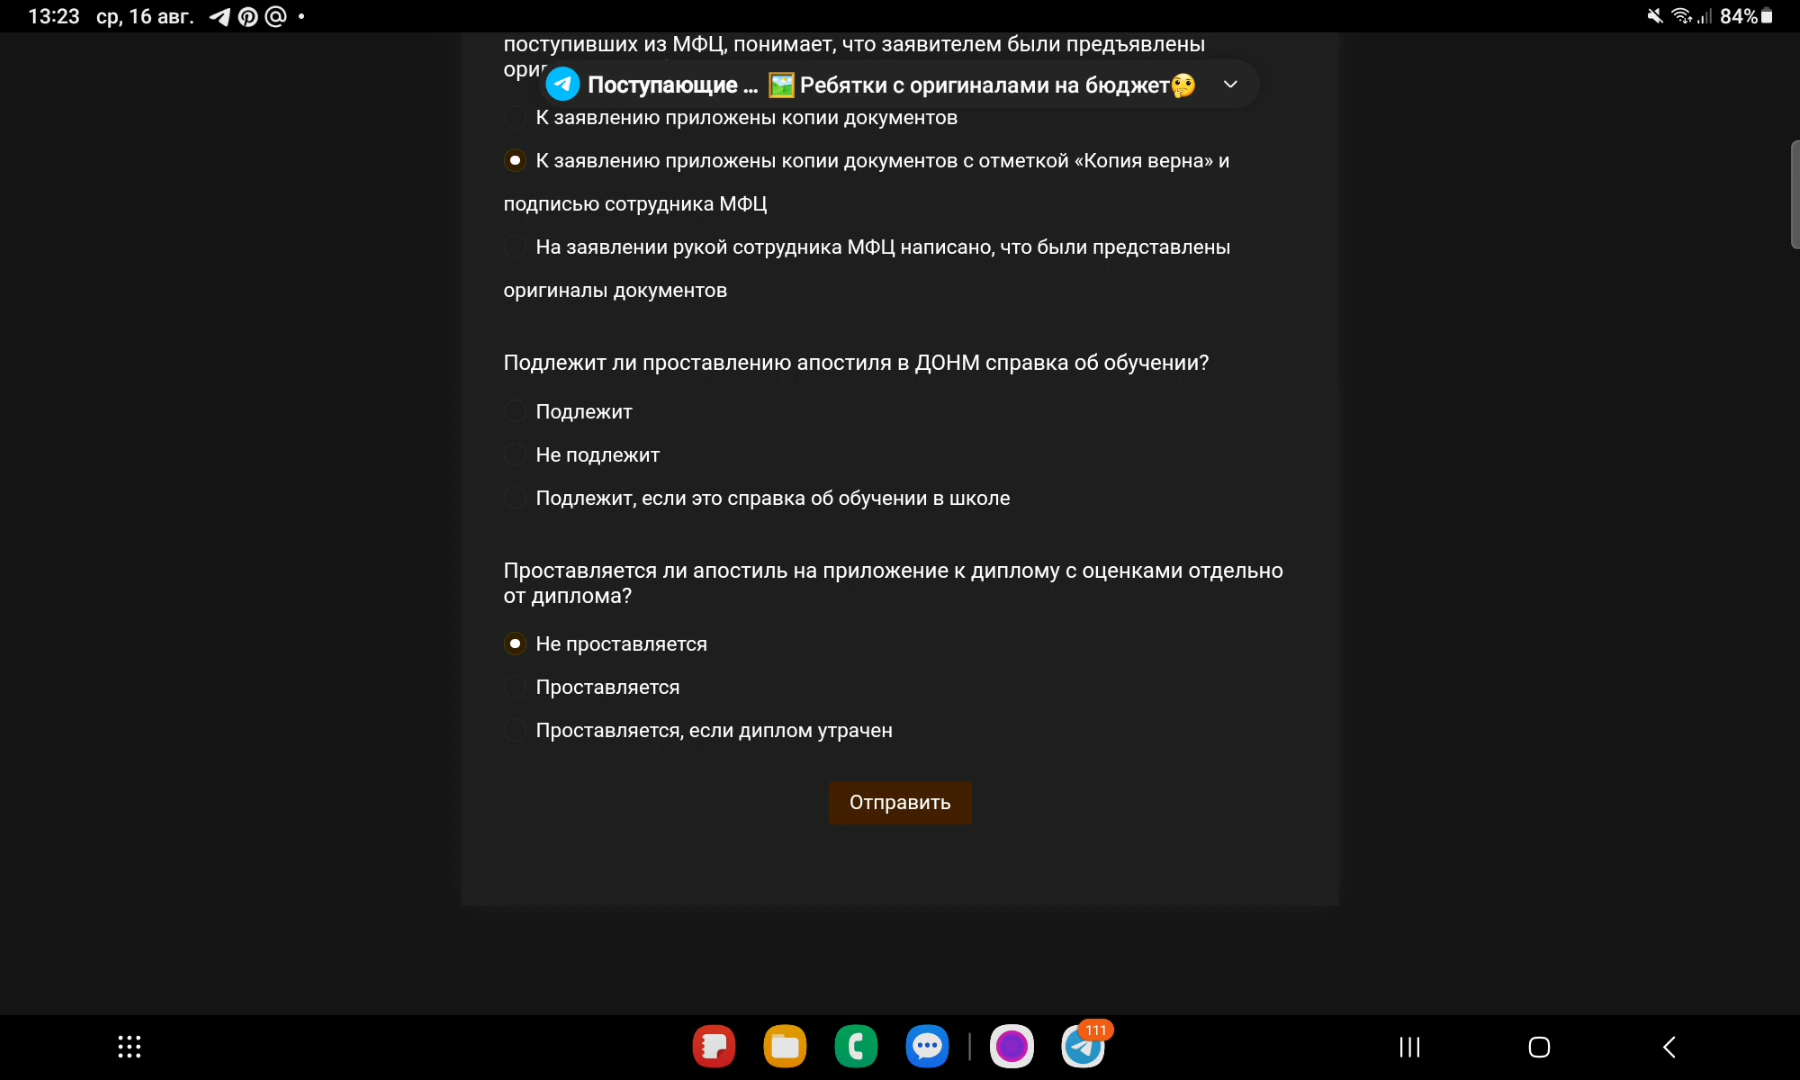 13:23 ср, 16 авг.
84%
поступивших из МФЦ, понимает, что заявителем были предъявлены
ори
Поступающие ... Ребятки с оригиналами на бюджет
К заявлению приложены копии документов
К заявлению приложены копии документов с отметкой «Копия верна» и
подписью сотрудника МФЦ
На заявлении рукой сотрудника МФЦ написано, что были представлены
оригиналы документов
Подлежит ли проставлению апостиля в ДОНМ справка об обучении?
Подлежит
Не подлежит
Подлежит, если это справка об обучении в школе
Проставляется ли апостиль на приложение к диплому с оценками отдельно
от диплома?
Не проставляется
Проставляется
Проставляется, если диплом утрачен
Отправить
111